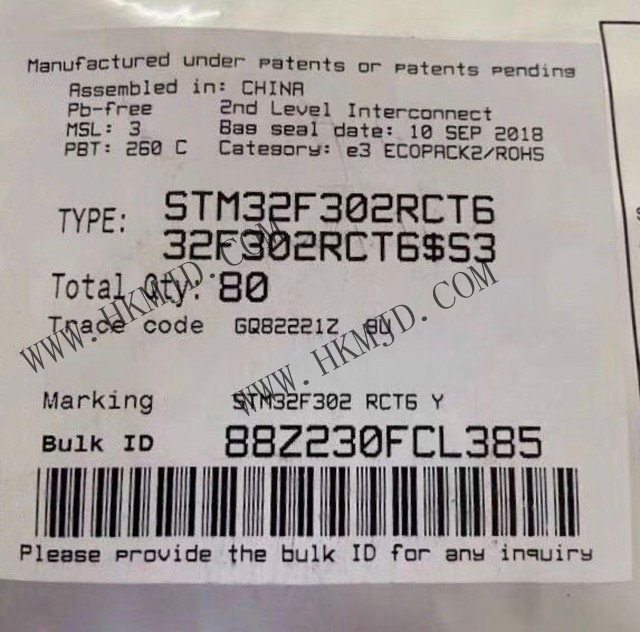 Manufactured under patents or patents pending
Assembled in: CHINA
Pb-free 2nd Level Interconnect
MSL: 3 Bag seal date: 10 SEP 2018
PBT: 260 C Category: e3 ECOPACK2/ROHS
TYPE: STM32F302RCT6
32F302RCT6$S3
Total Qty: 80
Trace code GQ82221Z 8U
Marking STM32F302 RCT6 Y
Bulk ID 88Z230FCL385
Please provide the bulk ID for any inquiry
WWW.HKMJD.COM
WWW.HKMJD.COM